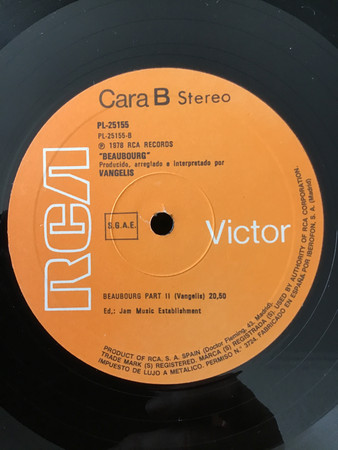 Cara B Stereo
PL-25155
PL-25155-B
Ⓟ 1978 RCA RECORDS
"BEAUBOURG"
Producido, arreglado e interpretado por
VANGELIS
S.G.A.E.
RCA
Victor
BEAUBOURG PART II (Vangelis) 20,50
Ed.: Jam Music Establishment
PRODUCT OF RCA, S. A. SPAIN (Doctor Fleming, 43. Madrid).
TRADE MARK (S) REGISTERED. MARCA (S) REGISTRADA (S). USED BY AUTHORITY OF RCA CORPORATION.
IMPUESTO DE LUJO A METALICO. PERMISO N.º 3724 FABRICADO EN ESPAÑA POR IBEROFON, S. A. (Madrid)